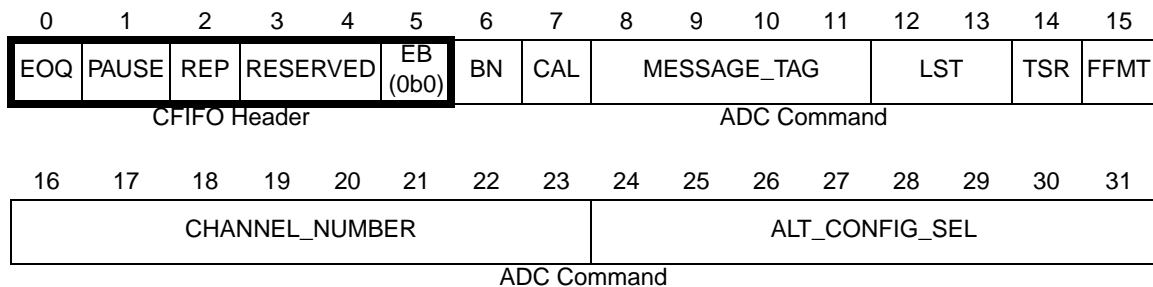 0 1 2 3 4 5 6 7 8 9 10 11 12 13 14 15
EOQ PAUSE REP RESERVED EB (0b0) BN CAL MESSAGE_TAG LST TSR FFMT
CFIFO Header ADC Command
16 17 18 19 20 21 22 23 24 25 26 27 28 29 30 31
CHANNEL_NUMBER ALT_CONFIG_SEL
ADC Command